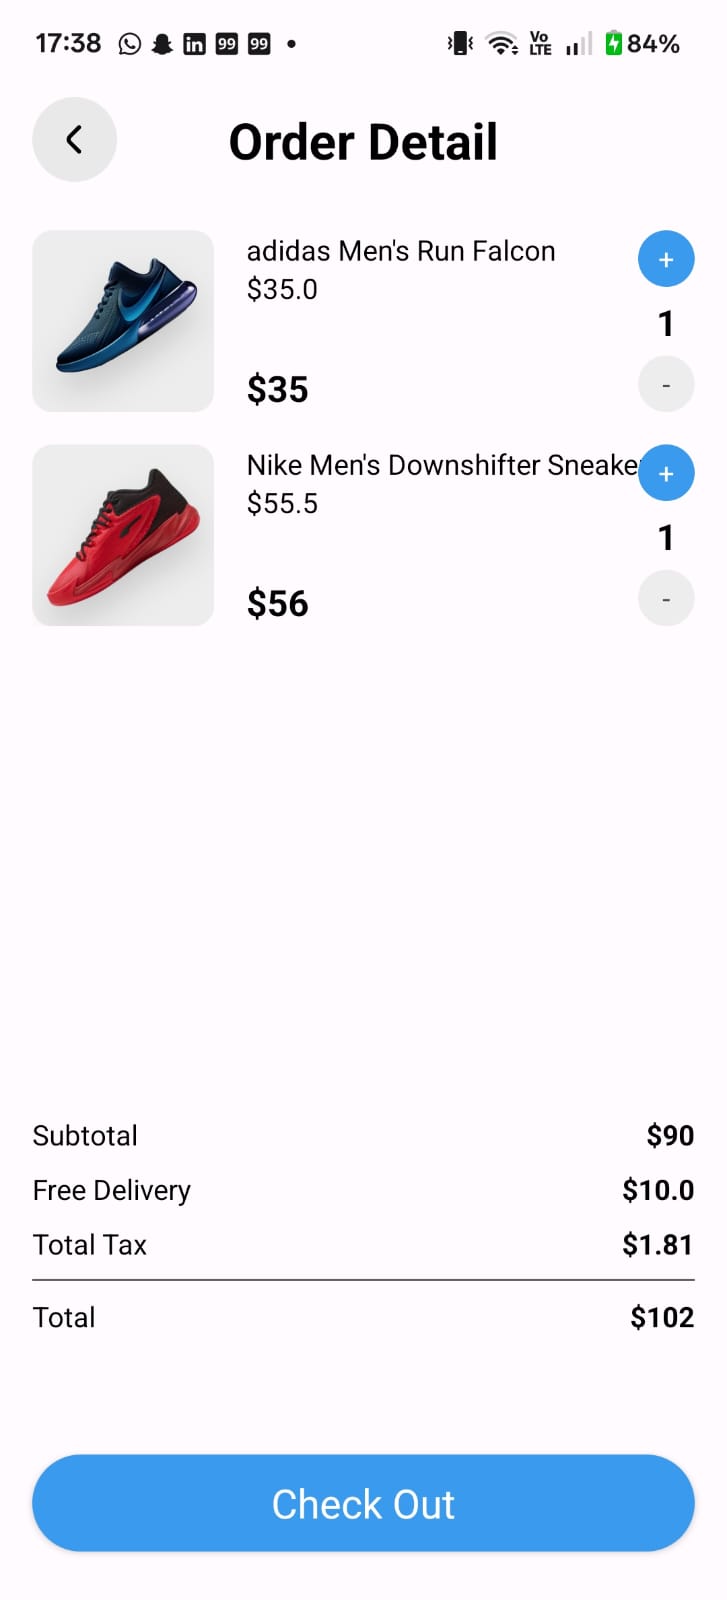 17:38 in 99 99 Vo LTE 84%
Order Detail
adidas Men's Run Falcon
$35.0
+
1
$35
-
Nike Men's Downshifter Sneake
$55.5
+
1
$56
-
Subtotal $90
Free Delivery $10.0
Total Tax $1.81
Total $102
Check Out